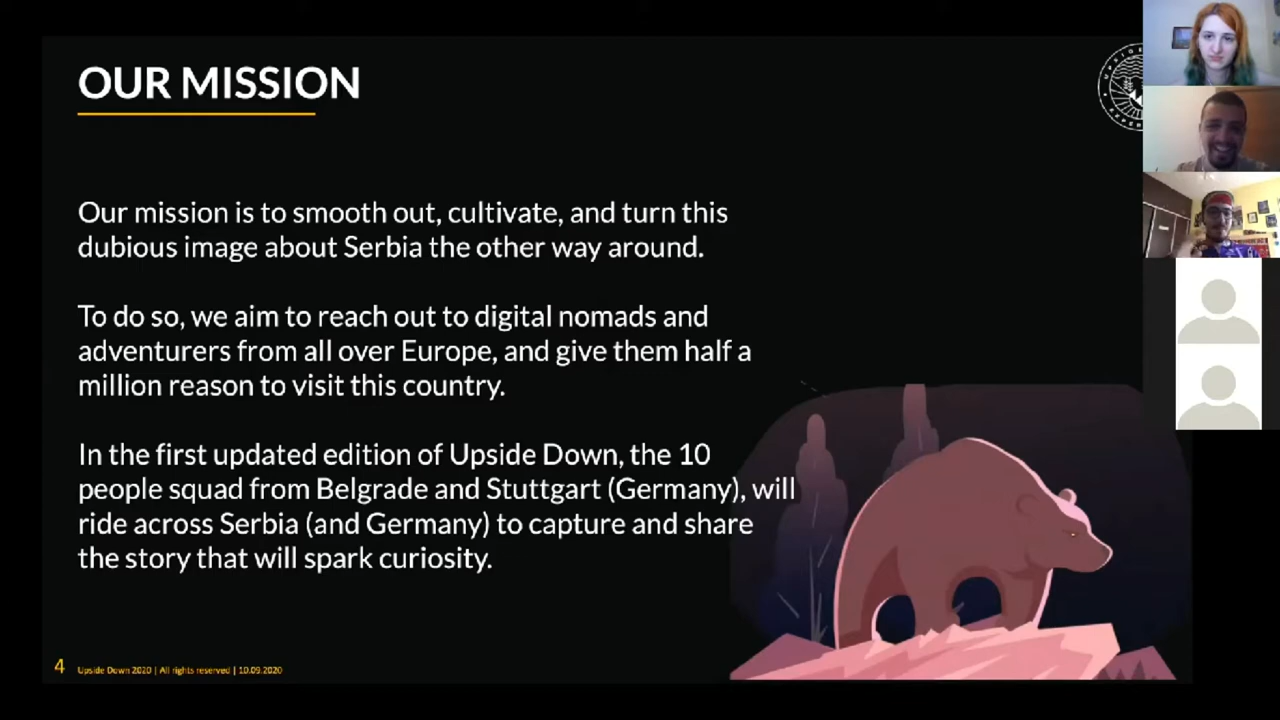 OUR MISSION
Our mission is to smooth out, cultivate, and turn this
dubious image about Serbia the other way around.
To do so, we aim to reach out to digital nomads and
adventurers from all over Europe, and give them half a
million reason to visit this country.
In the first updated edition of Upside Down, the 10
people squad from Belgrade and Stuttgart (Germany), will
ride across Serbia (and Germany) to capture and share
the story that will spark curiosity.
4 Upside Down 2020 | All rights reserved | 10.09.2020